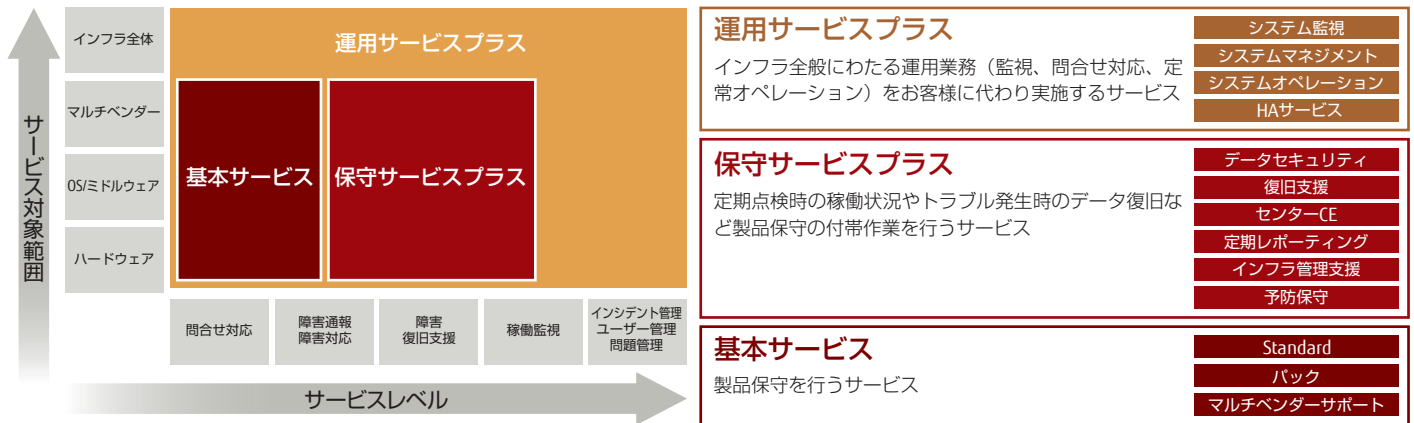 サービス対象範囲
インフラ全体
マルチベンダー
OS/ミドルウェア
ハードウェア
運用サービスプラス
基本サービス
保守サービスプラス
問合せ対応
障害通報
障害対応
障害
復旧支援
稼働監視
インシデント管理
ユーザー管理
問題管理
サービスレベル
運用サービスプラス
インフラ全般にわたる運用業務（監視、問合せ対応、定
常オペレーション）をお客様に代わり実施するサービス
システム監視
システムマネジメント
システムオペレーション
HAサービス
保守サービスプラス
定期点検時の稼働状況やトラブル発生時のデータ復旧な
ど製品保守の付帯作業を行うサービス
データセキュリティ
復旧支援
センターCE
定期レポーティング
インフラ管理支援
予防保守
基本サービス
製品保守を行うサービス
Standard
パック
マルチベンダーサポート